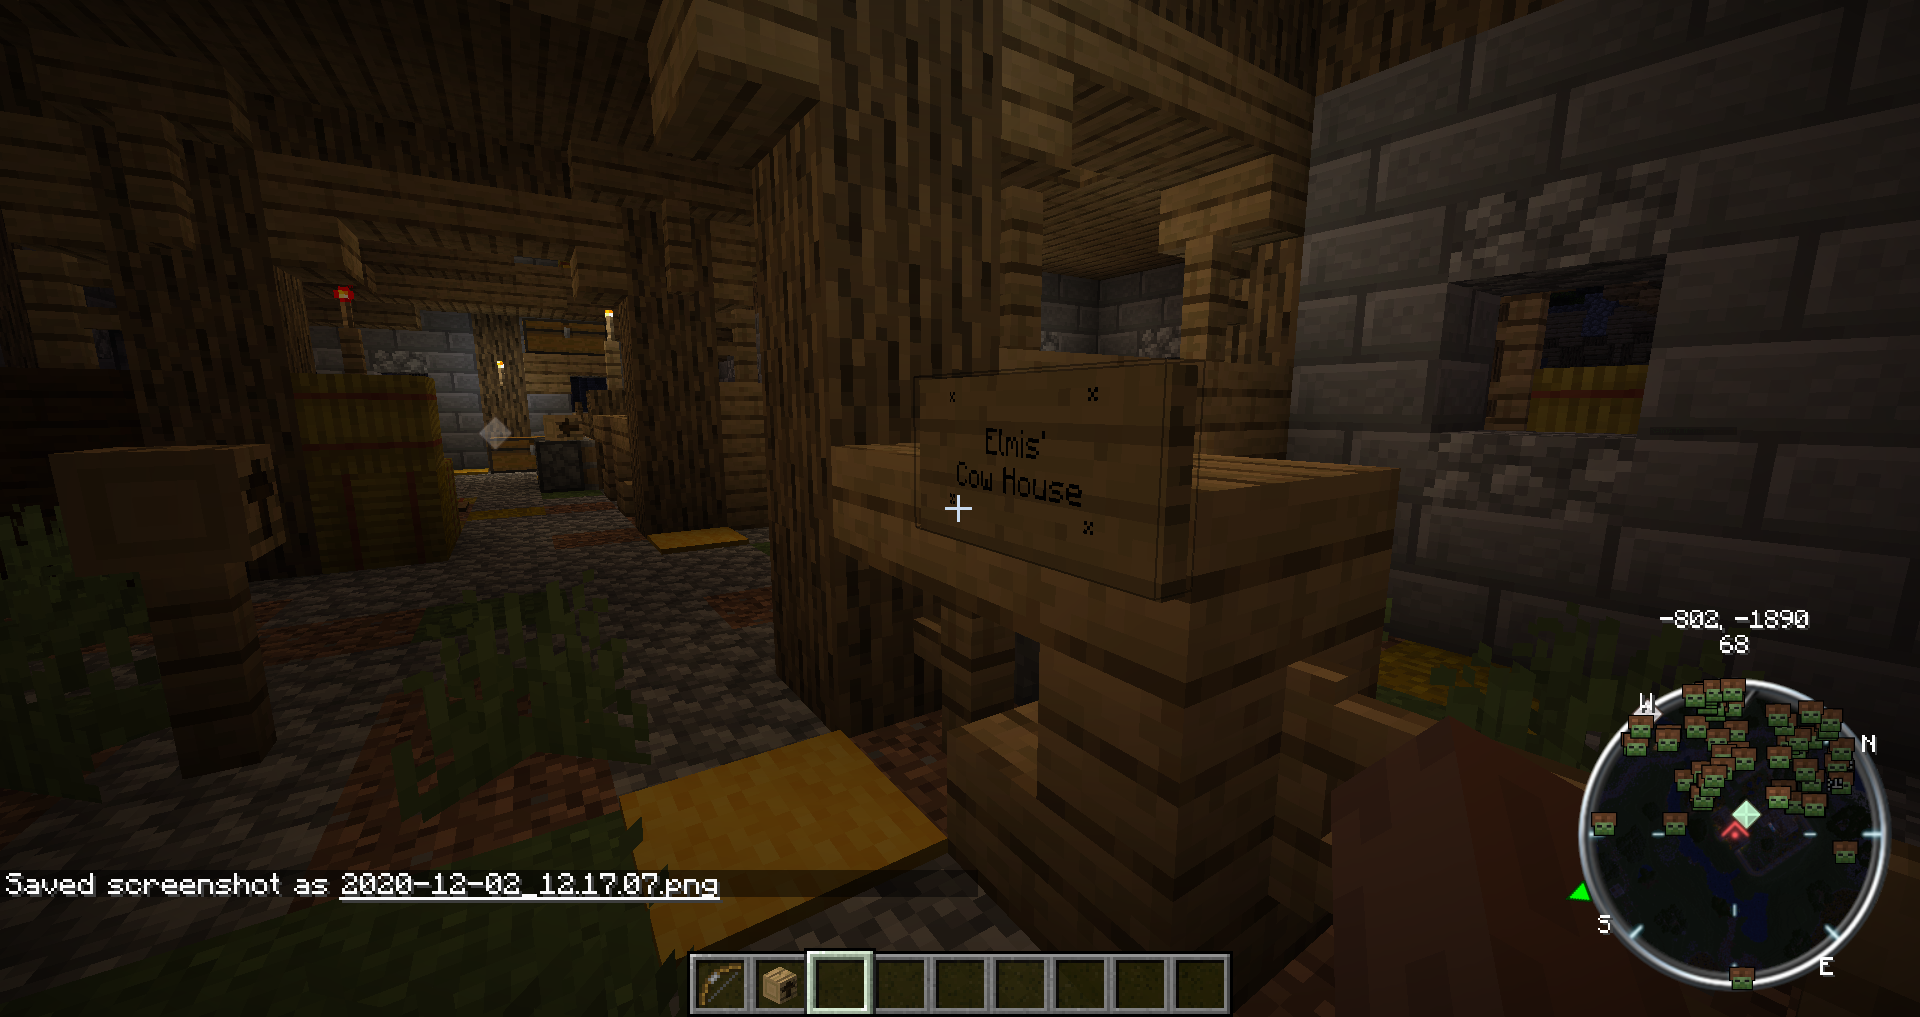 x x
Elmis'
Cow House
x x
-802, -1890
68
W
N
S
E
Saved screenshot as 2020-12-02_12.17.07.png